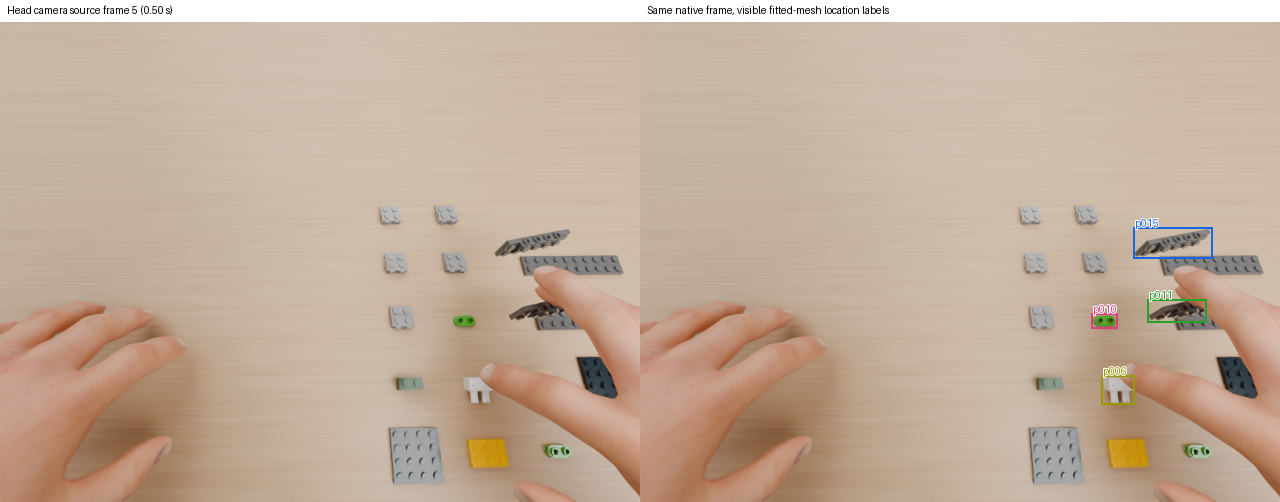 Head camera source frame 5 (0.50 s)
Same native frame, visible fitted-mesh location labels
p015
p011
p010
p006